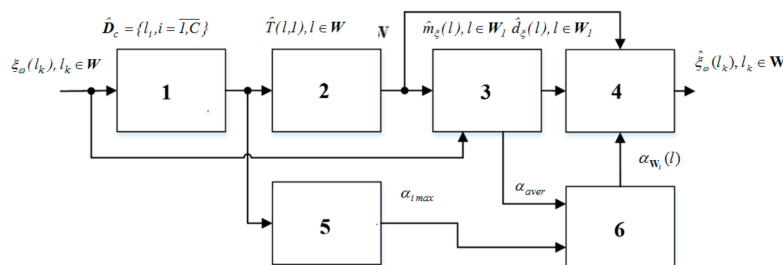 D̂_c = {l_i, i = \overline{1,C}}
T̂(l,1), l ∈ W
m̂_ξ(l), l ∈ W_1 d̂_ξ(l), l ∈ W_1
ξ_ω(l_k), l_k ∈ W
1
2
3
4
ξ̂_ω(l_k), l_k ∈ W
α_{W_i}(l)
α_{i max}
α_{aver}
5
6